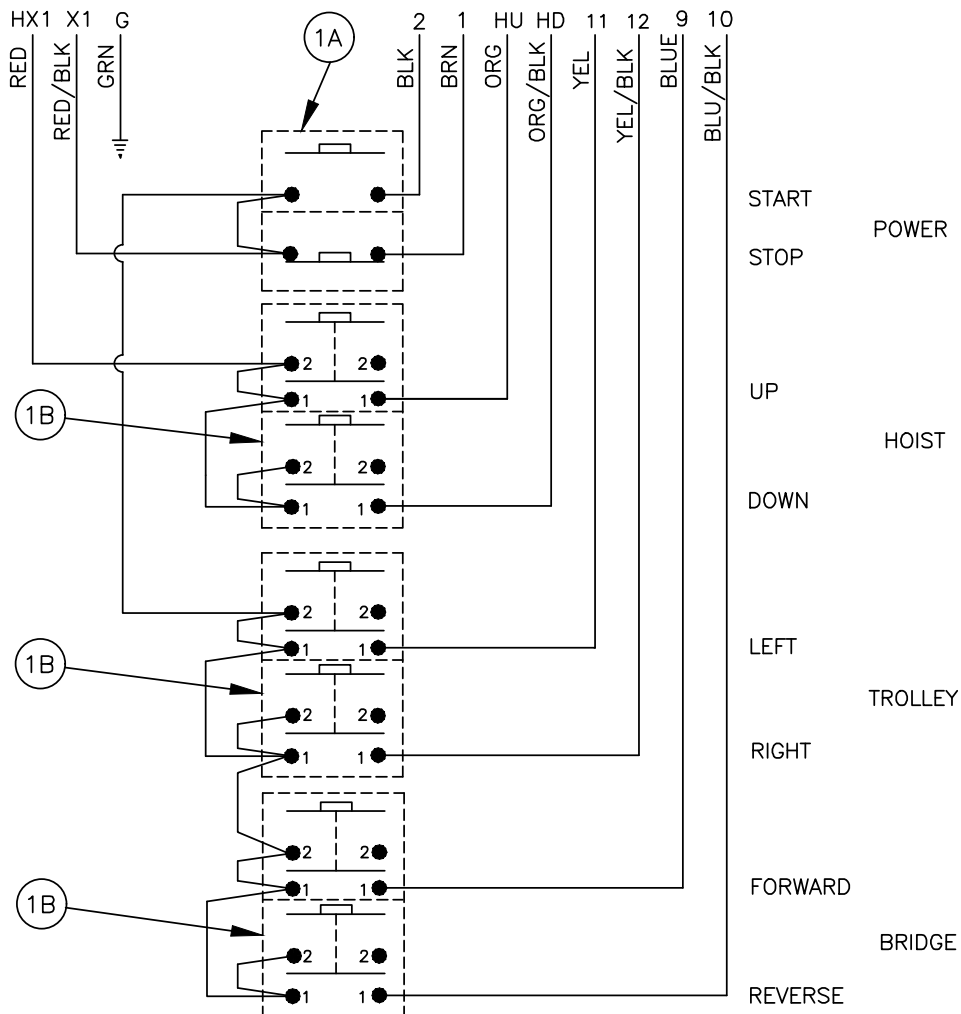 HX1 X1 G 2 1 HU HD 11 12 9 10
RED RED/BLK GRN BLK BRN ORG ORG/BLK YEL YEL/BLK BLUE BLU/BLK
1A
START
POWER
STOP
2 2
UP
1 1
1B
HOIST
2 2
DOWN
1 1
2 2
LEFT
1 1
1B
TROLLEY
2 2
RIGHT
1 1
2 2
FORWARD
1 1
1B
BRIDGE
2 2
REVERSE
1 1